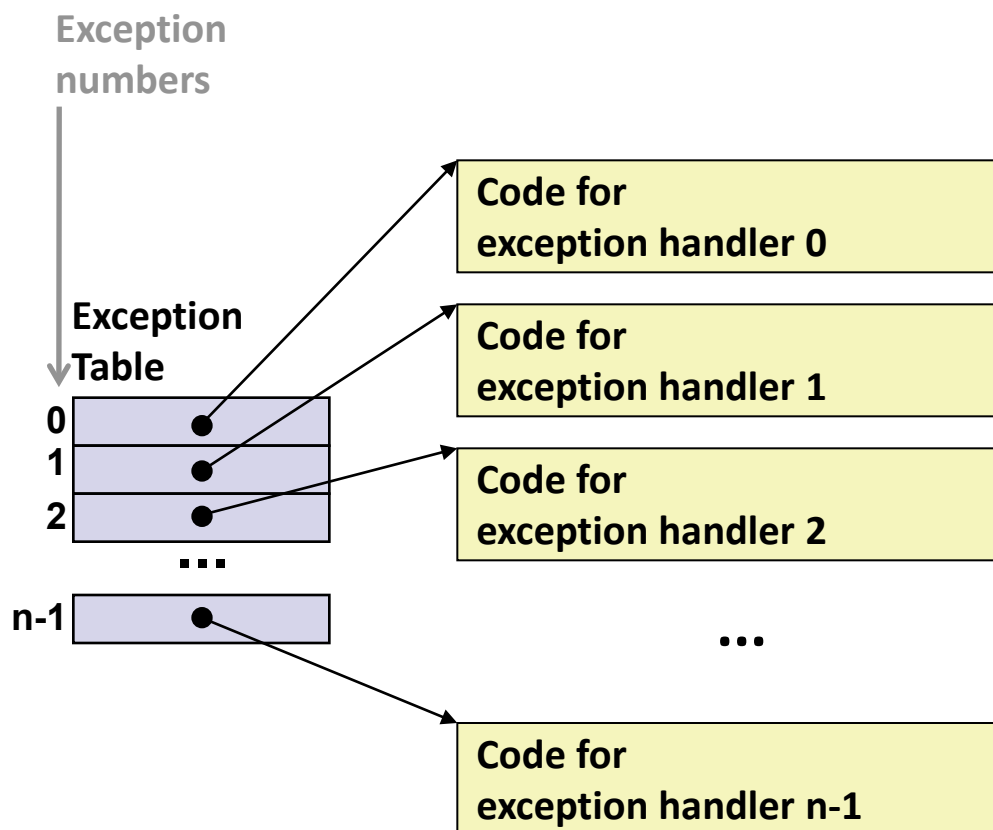 Exception
numbers
Exception
Table
0
1
2
...
n-1
Code for
exception handler 0
Code for
exception handler 1
Code for
exception handler 2
...
Code for
exception handler n-1